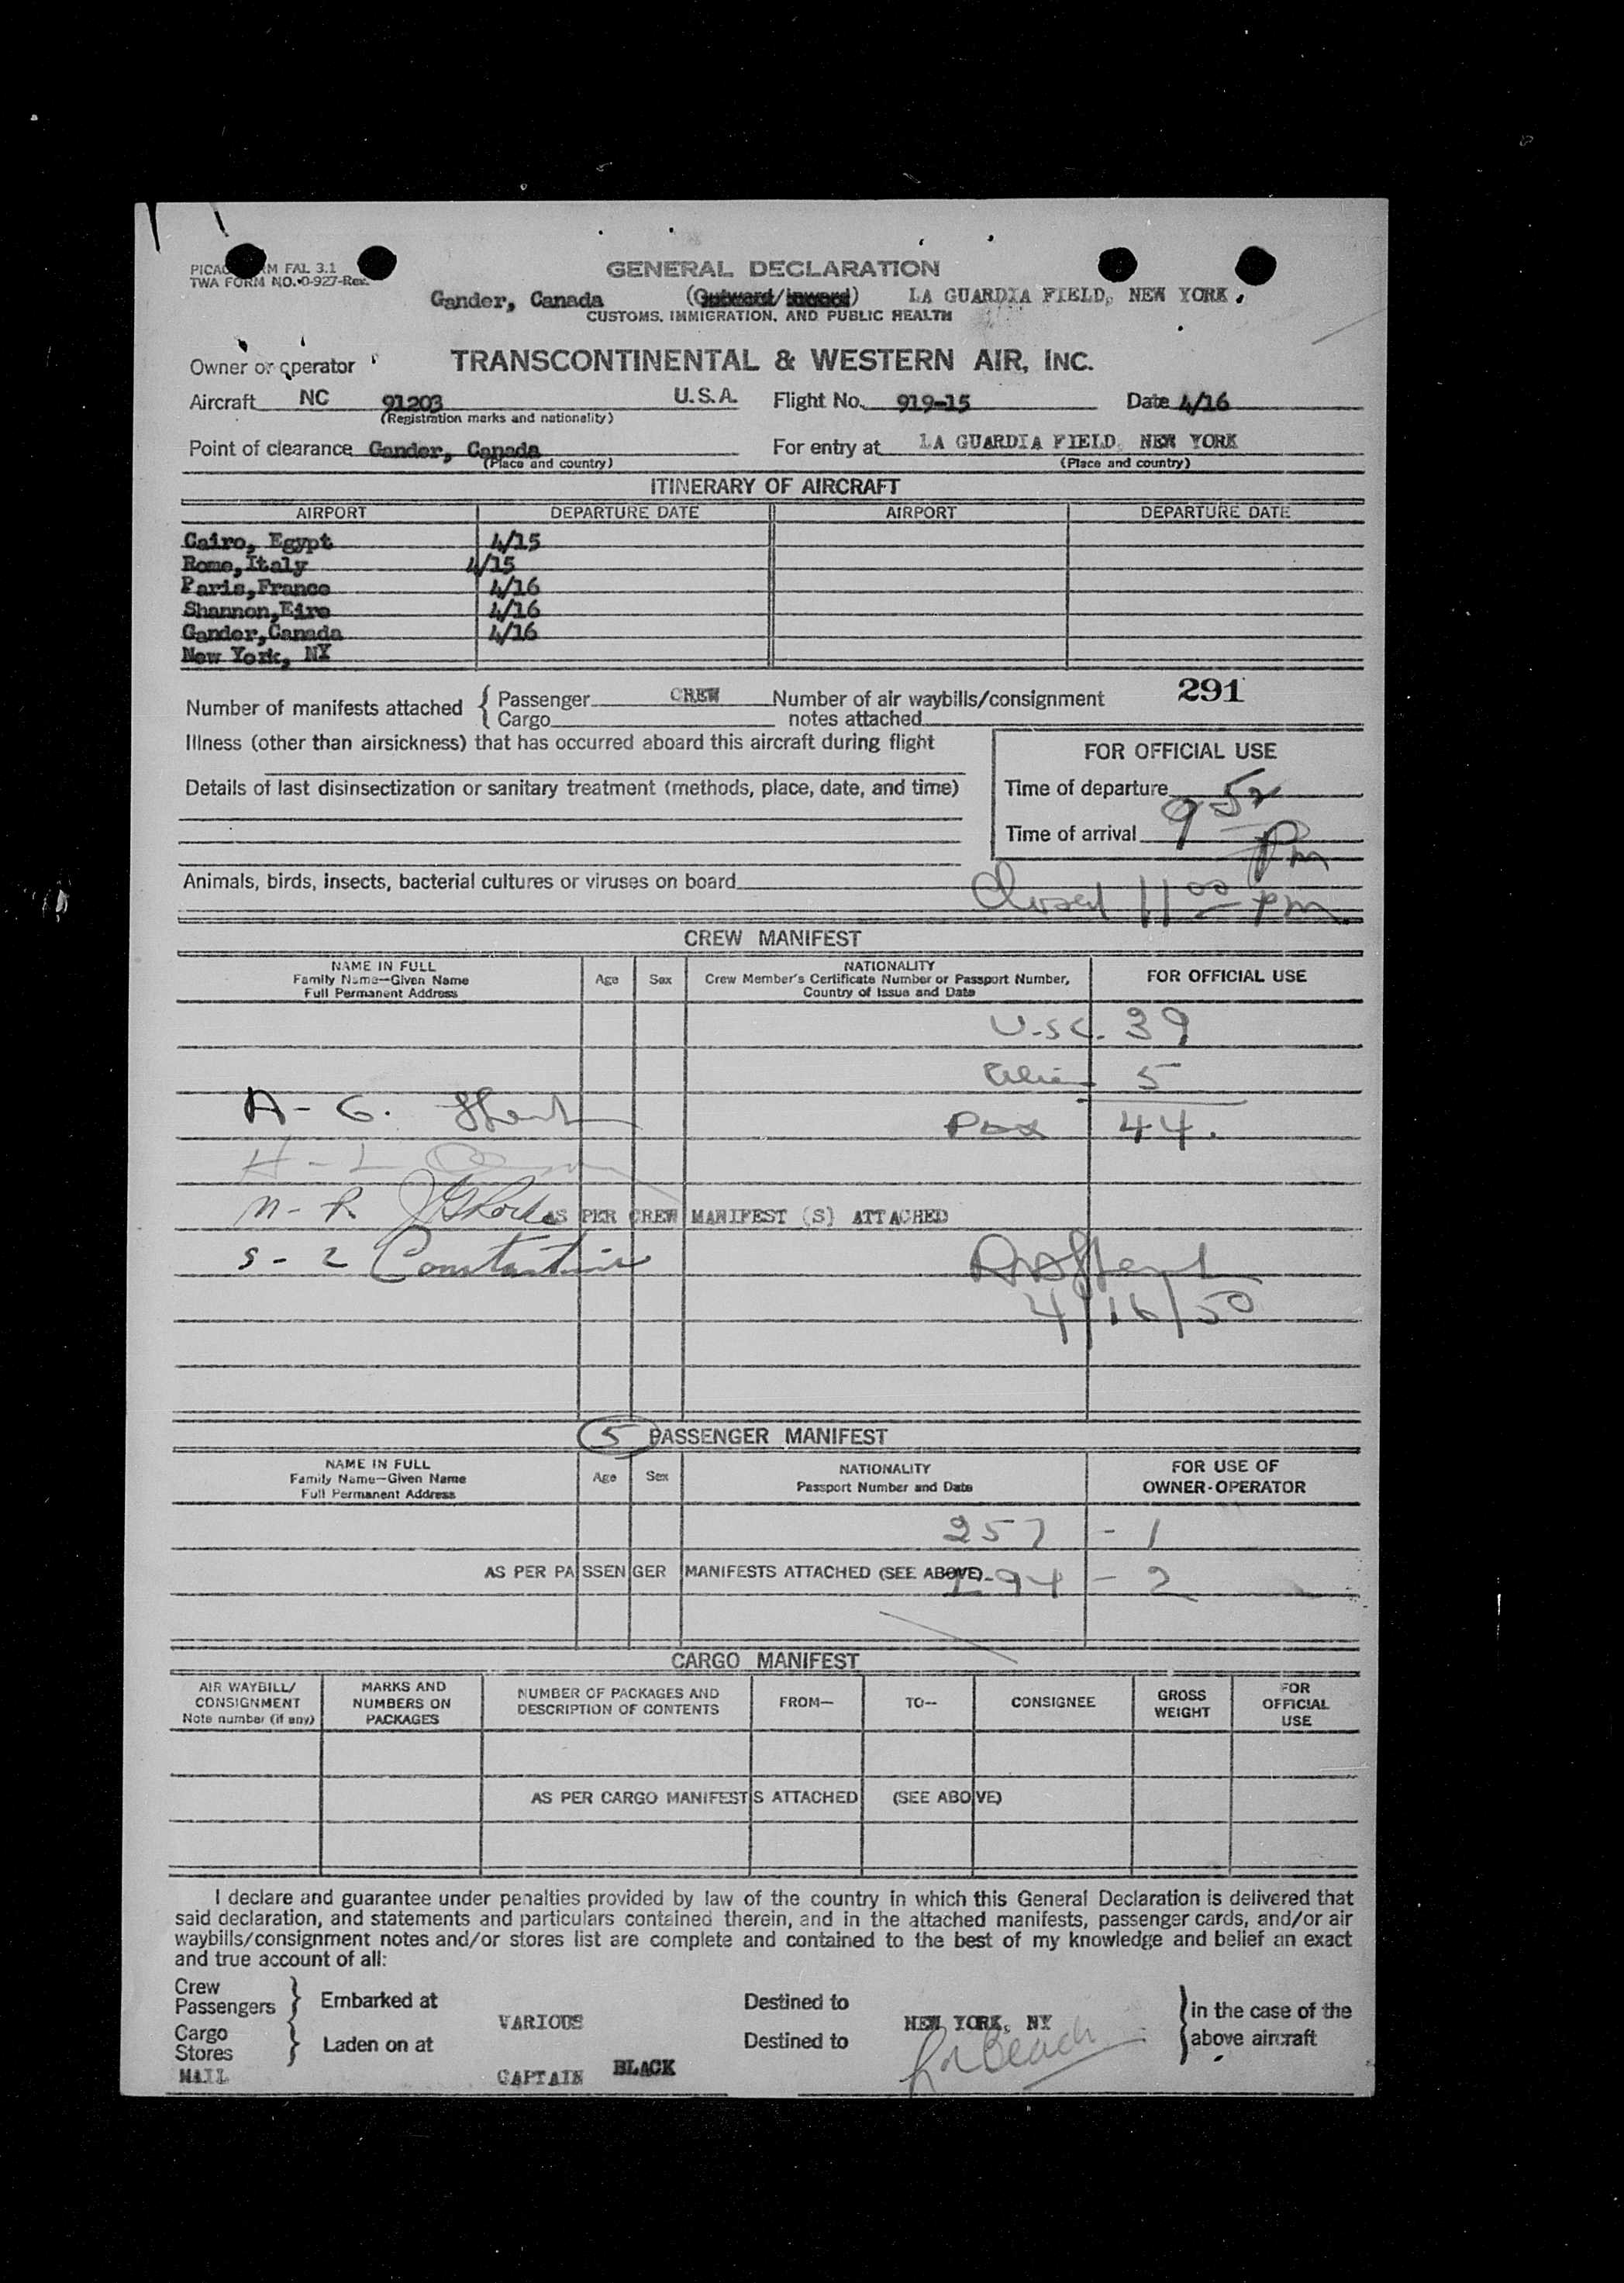 PICAO FORM FAL 3.1
TWA FORM NO. 0-927-Rev.
GENERAL DECLARATION
Gander, Canada (Outward/Inward) LA GUARDIA FIELD, NEW YORK.
CUSTOMS, IMMIGRATION, AND PUBLIC HEALTH
Owner or operator TRANSCONTINENTAL & WESTERN AIR, INC.
Aircraft NC 91203 U.S.A. Flight No. 919-15 Date 4/16
(Registration marks and nationality)
Point of clearance Gander, Canada For entry at LA GUARDIA FIELD, NEW YORK
(Place and country) (Place and country)
ITINERARY OF AIRCRAFT
AIRPORT DEPARTURE DATE AIRPORT DEPARTURE DATE
Cairo, Egypt 4/15
Rome, Italy 4/15
Paris, France 4/16
Shannon, Eire 4/16
Gander, Canada 4/16
New York, NY
291
Number of manifests attached { Passenger CREW Number of air waybills/consignment
Cargo notes attached
Illness (other than airsickness) that has occurred aboard this aircraft during flight
FOR OFFICIAL USE
Details of last disinsectization or sanitary treatment (methods, place, date, and time)
Time of departure
Time of arrival 9 52 Pm
Animals, birds, insects, bacterial cultures or viruses on board
Closed 11 00 pm
CREW MANIFEST
NAME IN FULL
Family Name—Given Name
Full Permanent Address
Age Sex
NATIONALITY
Crew Member's Certificate Number or Passport Number,
Country of Issue and Date
FOR OFFICIAL USE
U.S.C. 39
Alien 5
A - G.
Pax 44.
H - L
N - R
AS PER CREW MANIFEST (S) ATTACHED
S - Z Constantine
4/16/50
5 PASSENGER MANIFEST
NAME IN FULL
Family Name—Given Name
Full Permanent Address
Age Sex
NATIONALITY
Passport Number and Date
FOR USE OF
OWNER-OPERATOR
257 - 1
AS PER PASSENGER MANIFESTS ATTACHED (SEE ABOVE)
94 - 2
CARGO MANIFEST
AIR WAYBILL/
CONSIGNMENT
Note number (if any)
MARKS AND
NUMBERS ON
PACKAGES
NUMBER OF PACKAGES AND
DESCRIPTION OF CONTENTS
FROM—
TO—
CONSIGNEE
GROSS
WEIGHT
FOR
OFFICIAL
USE
AS PER CARGO MANIFESTS ATTACHED (SEE ABOVE)
I declare and guarantee under penalties provided by law of the country in which this General Declaration is delivered that
said declaration, and statements and particulars contained therein, and in the attached manifests, passenger cards, and/or air
waybills/consignment notes and/or stores list are complete and contained to the best of my knowledge and belief an exact
and true account of all:
Crew
Passengers } Embarked at VARIOUS Destined to NEW YORK, NY } in the case of the
Cargo
Stores } Laden on at Destined to above aircraft
MAIL CAPTAIN BLACK